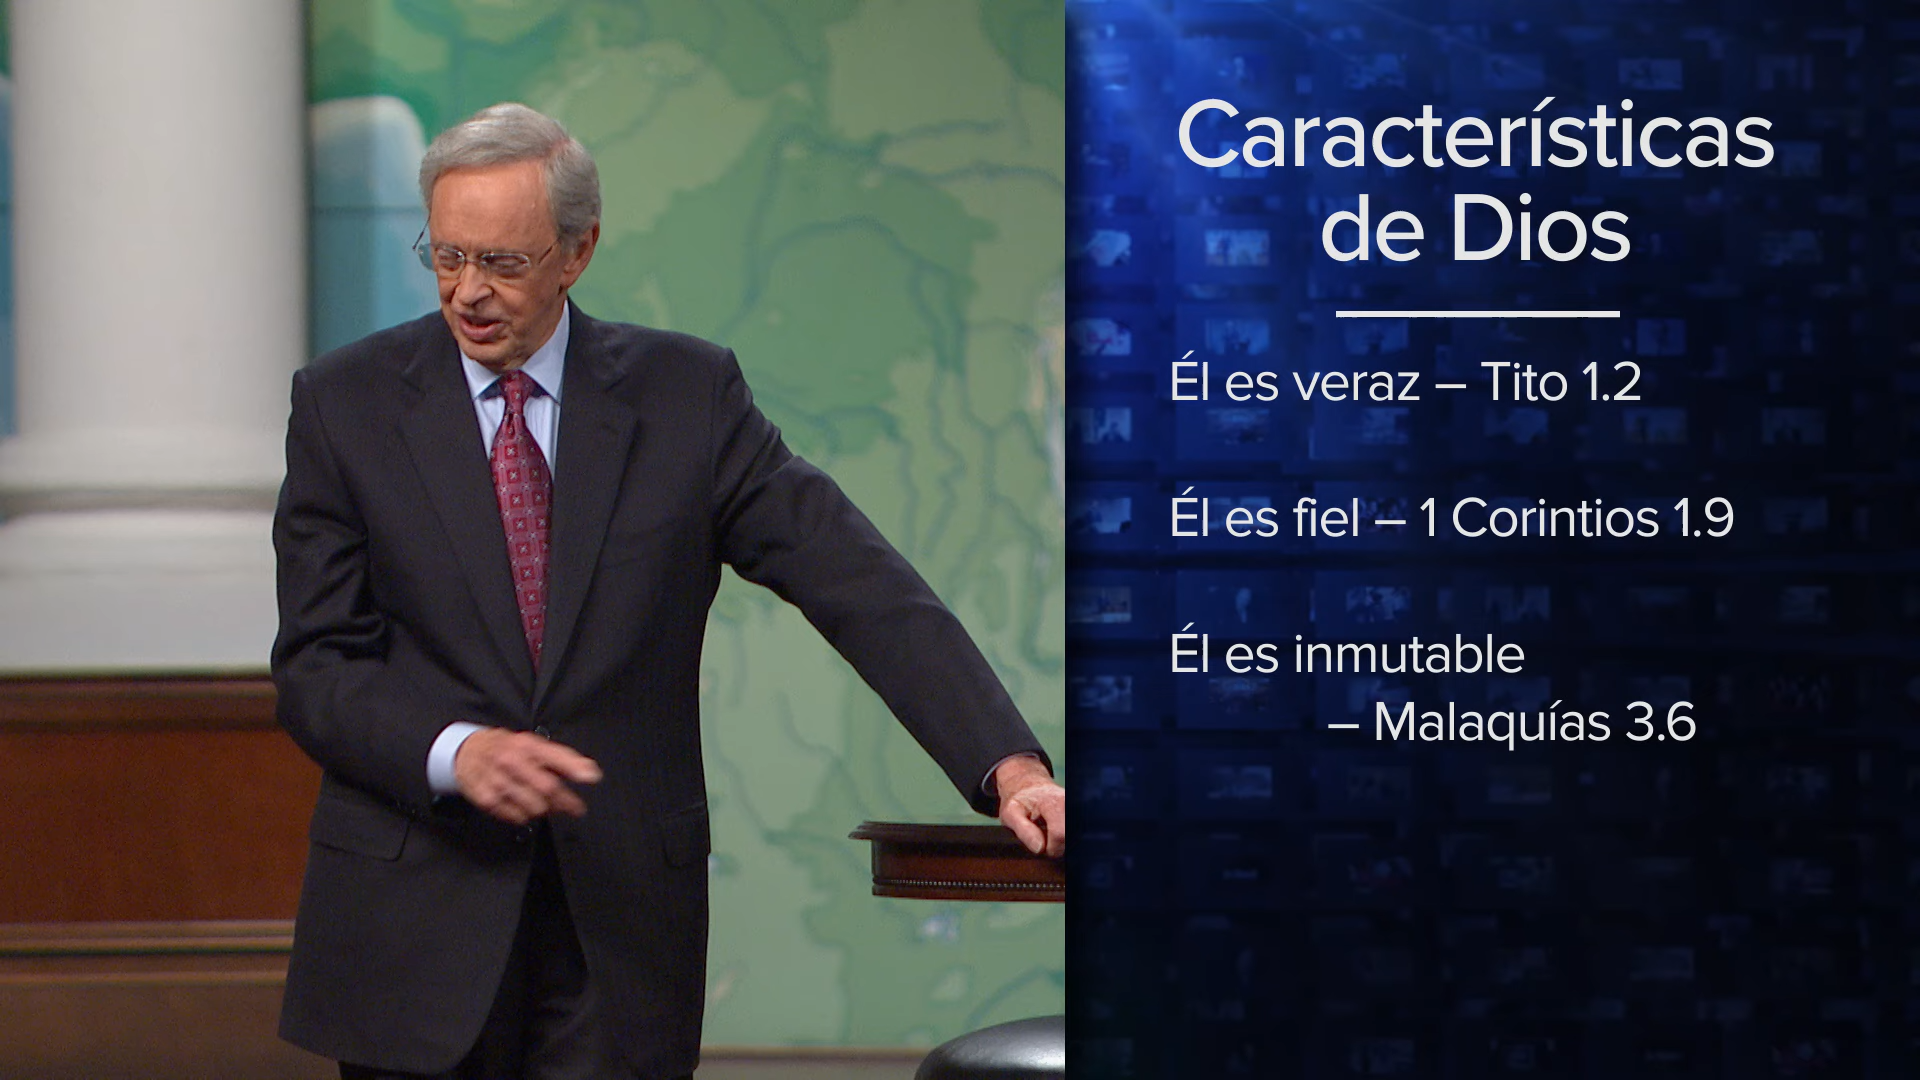 Características
de Dios
Él es veraz – Tito 1.2
Él es fiel – 1 Corintios 1.9
Él es inmutable
– Malaquías 3.6